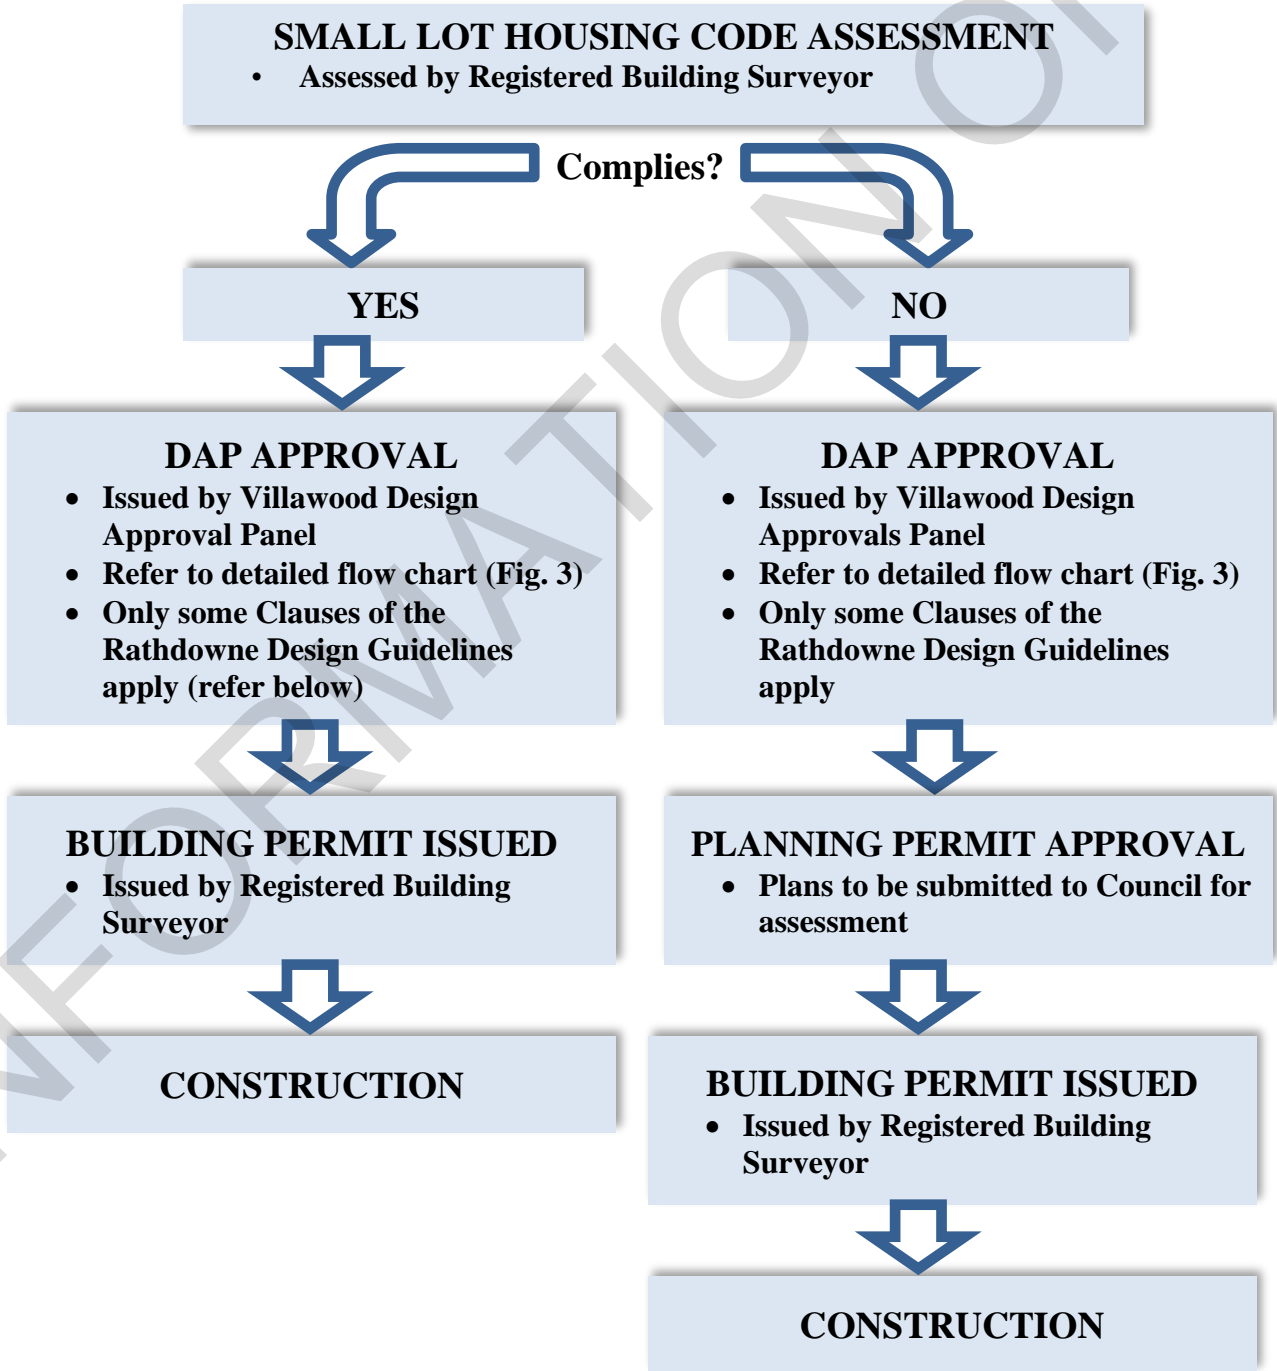 SMALL LOT HOUSING CODE ASSESSMENT
• Assessed by Registered Building Surveyor
Complies?
YES
NO
DAP APPROVAL
• Issued by Villawood Design
Approval Panel
• Refer to detailed flow chart (Fig. 3)
• Only some Clauses of the
Rathdowne Design Guidelines
apply (refer below)
DAP APPROVAL
• Issued by Villawood Design
Approvals Panel
• Refer to detailed flow chart (Fig. 3)
• Only some Clauses of the
Rathdowne Design Guidelines
apply
BUILDING PERMIT ISSUED
• Issued by Registered Building
Surveyor
PLANNING PERMIT APPROVAL
• Plans to be submitted to Council for
assessment
CONSTRUCTION
BUILDING PERMIT ISSUED
• Issued by Registered Building
Surveyor
CONSTRUCTION
INFORMATION